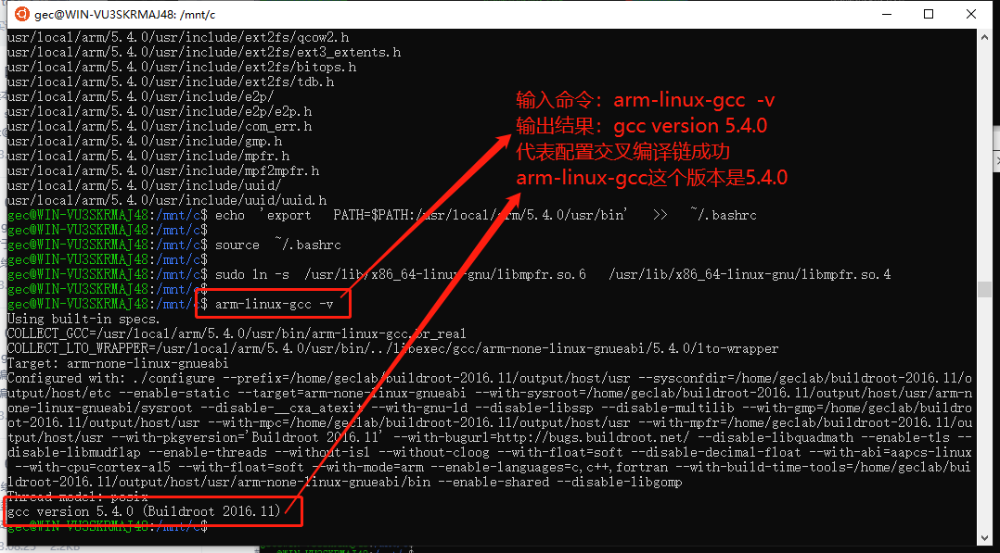 gec@WIN-VU3SKRMAJ48: /mnt/c
usr/local/arm/5.4.0/usr/include/ext2fs/qcow2.h
usr/local/arm/5.4.0/usr/include/ext2fs/ext3_extents.h
usr/local/arm/5.4.0/usr/include/ext2fs/bitops.h
usr/local/arm/5.4.0/usr/include/ext2fs/tdb.h
usr/local/arm/5.4.0/usr/include/e2p/
usr/local/arm/5.4.0/usr/include/e2p/e2p.h
usr/local/arm/5.4.0/usr/include/com_err.h
usr/local/arm/5.4.0/usr/include/gmp.h
usr/local/arm/5.4.0/usr/include/mpfr.h
usr/local/arm/5.4.0/usr/include/mpf2mpfr.h
usr/local/arm/5.4.0/usr/include/uuid/
usr/local/arm/5.4.0/usr/include/uuid/uuid.h
输入命令：arm-linux-gcc -v
输出结果：gcc version 5.4.0
代表配置交叉编译链成功
arm-linux-gcc这个版本是5.4.0
gec@WIN-VU3SKRMAJ48:/mnt/c$ echo 'export PATH=$PATH:/usr/local/arm/5.4.0/usr/bin' >> ~/.bashrc
gec@WIN-VU3SKRMAJ48:/mnt/c$
gec@WIN-VU3SKRMAJ48:/mnt/c$ source ~/.bashrc
gec@WIN-VU3SKRMAJ48:/mnt/c$
gec@WIN-VU3SKRMAJ48:/mnt/c$ sudo ln -s /usr/lib/x86_64-linux-gnu/libmpfr.so.6 /usr/lib/x86_64-linux-gnu/libmpfr.so.4
gec@WIN-VU3SKRMAJ48:/mnt/c$
gec@WIN-VU3SKRMAJ48:/mnt/c$ arm-linux-gcc -v
Using built-in specs.
COLLECT_GCC=/usr/local/arm/5.4.0/usr/bin/arm-linux-gcc.br_real
COLLECT_LTO_WRAPPER=/usr/local/arm/5.4.0/usr/bin/../libexec/gcc/arm-none-linux-gnueabi/5.4.0/lto-wrapper
Target: arm-none-linux-gnueabi
Configured with: ./configure --prefix=/home/geclab/buildroot-2016.11/output/host/usr --sysconfdir=/home/geclab/buildroot-2016.11/o
utput/host/etc --enable-static --target=arm-none-linux-gnueabi --with-sysroot=/home/geclab/buildroot-2016.11/output/host/usr/arm-n
one-linux-gnueabi/sysroot --disable-__cxa_atexit --with-gnu-ld --disable-libssp --disable-multilib --with-gmp=/home/geclab/buildro
ot-2016.11/output/host/usr --with-mpc=/home/geclab/buildroot-2016.11/output/host/usr --with-mpfr=/home/geclab/buildroot-2016.11/ou
tput/host/usr --with-pkgversion='Buildroot 2016.11' --with-bugurl=http://bugs.buildroot.net/ --disable-libquadmath --enable-tls --
disable-libmudflap --enable-threads --without-isl --without-cloog --with-float=soft --disable-decimal-float --with-abi=aapcs-linux
--with-cpu=cortex-a15 --with-float=soft --with-mode=arm --enable-languages=c,c++,fortran --with-build-time-tools=/home/geclab/bui
ldroot-2016.11/output/host/usr/arm-none-linux-gnueabi/bin --enable-shared --disable-libgomp
Thread model: posix
gcc version 5.4.0 (Buildroot 2016.11)
gec@WIN-VU3SKRMAJ48:/mnt/c$